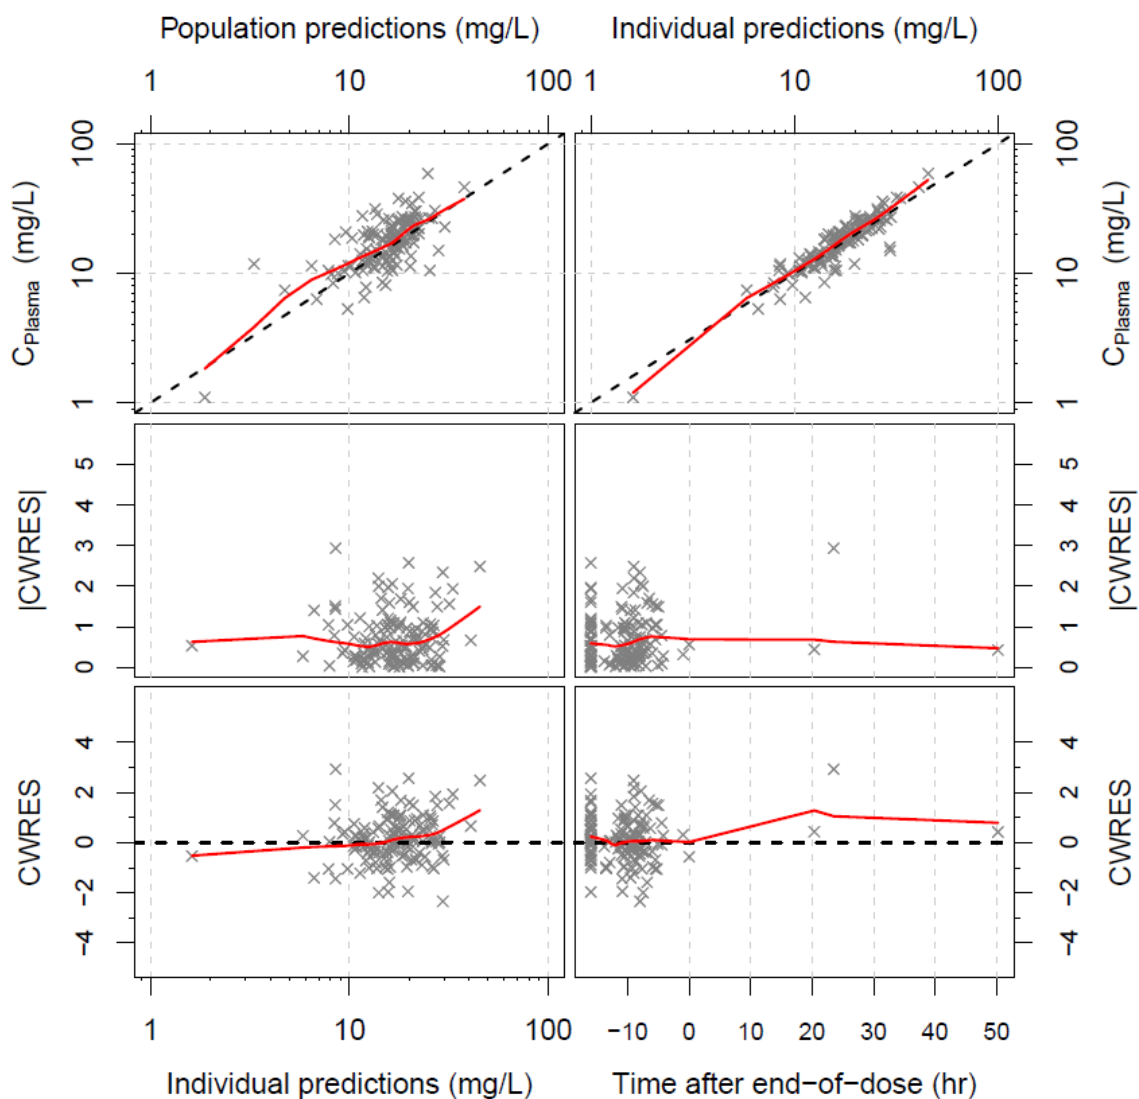 Population predictions (mg/L) Individual predictions (mg/L)
1 10 100 1 10 100
CPlasma (mg/L)
1 10 100
CPlasma (mg/L)
1 10 100
|CWRES|
0 1 2 3 4 5
|CWRES|
0 1 2 3 4 5
CWRES
−4 −2 0 2 4
CWRES
−4 −2 0 2 4
1 10 100 −10 0 10 20 30 40 50
Individual predictions (mg/L) Time after end−of−dose (hr)